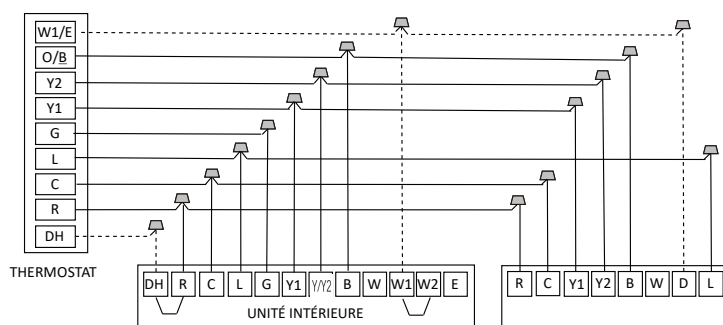 W1/E
O/B
Y2
Y1
G
L
C
R
DH
THERMOSTAT
DH R C L G Y1 Y/Y2 B W W1 W2 E
UNITÉ INTÉRIEURE
R C Y1 Y2 B W D L